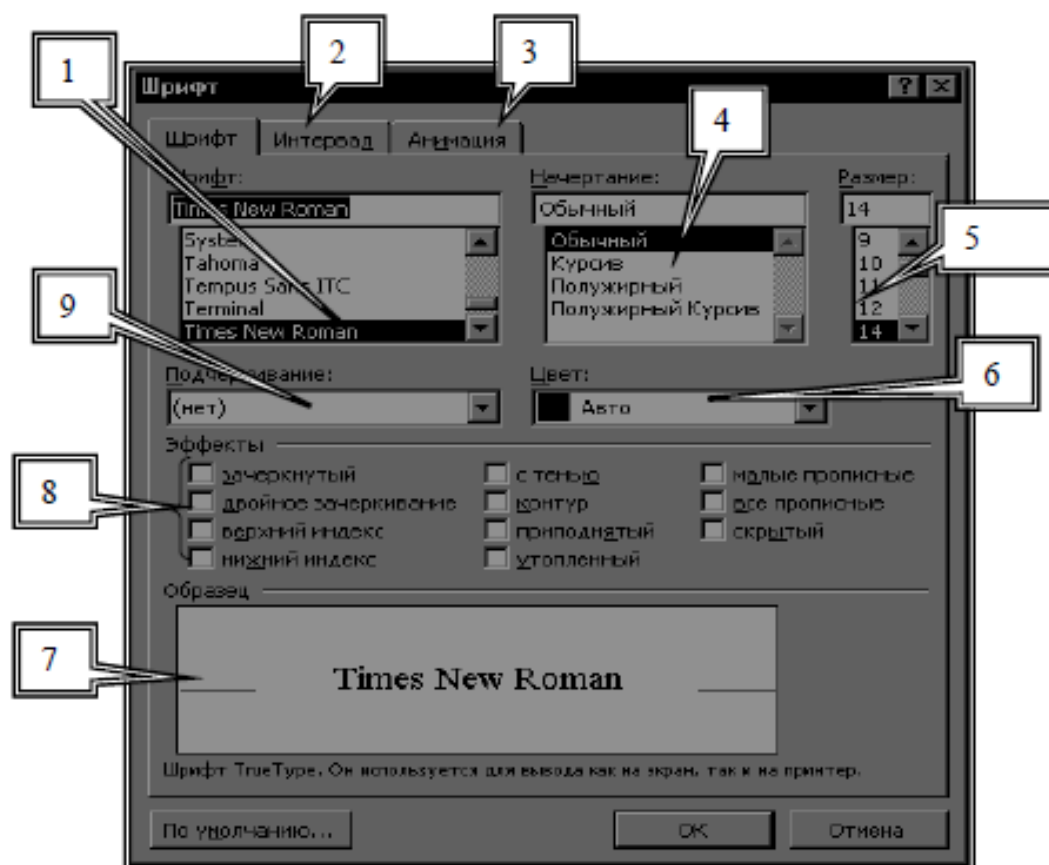 1
2
3
Шрифт
4
Шрифт Интервал Анимация
Шрифт: Начертание: Размер:
Times New Roman Обычный 14
5
System Обычный 9
Tahoma Курсив 10
Tempus Sans ITC Полужирный 11
Terminal Полужирный Курсив 12
Times New Roman 14
9
6
Подчеркивание: Цвет:
(нет) Авто
Эффекты
8
зачеркнутый с тенью малые прописные
двойное зачеркивание контур все прописные
верхний индекс приподнятый скрытый
нижний индекс утопленный
Образец
7
Times New Roman
Шрифт TrueType. Он используется для вывода как на экран, так и на принтер.
По умолчанию... OK Отмена